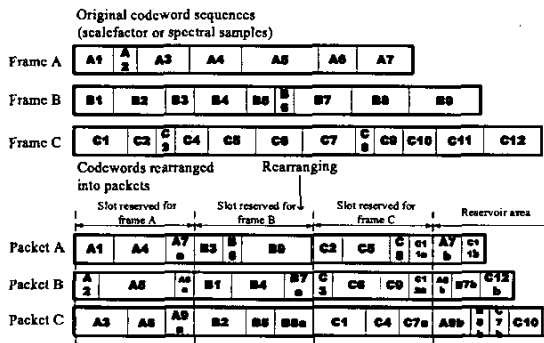 Original codeword sequences
(scalefactor or spectral samples)
Frame A A1 A2 A3 A4 A5 A6 A7
Frame B B1 B2 B3 B4 B5 B6 B7 B8 B9
Frame C C1 C2 C3 C4 C5 C6 C7 C8 C9 C10 C11 C12
Codewords rearranged
into packets
Rearranging
Slot reserved for
frame A
Slot reserved for
frame B
Slot reserved for
frame C
Reservoir area
Packet A A1 A4 A7a B3 B6 B9 C2 C5 C8 C11a A7b C11b
Packet B A2 A5 B1 B4 B7a C3 C6 C9 C12a B7b C12b
Packet C A3 A6 A9a B2 B5 B8a C1 C4 C7a A9b B8b C7b C10